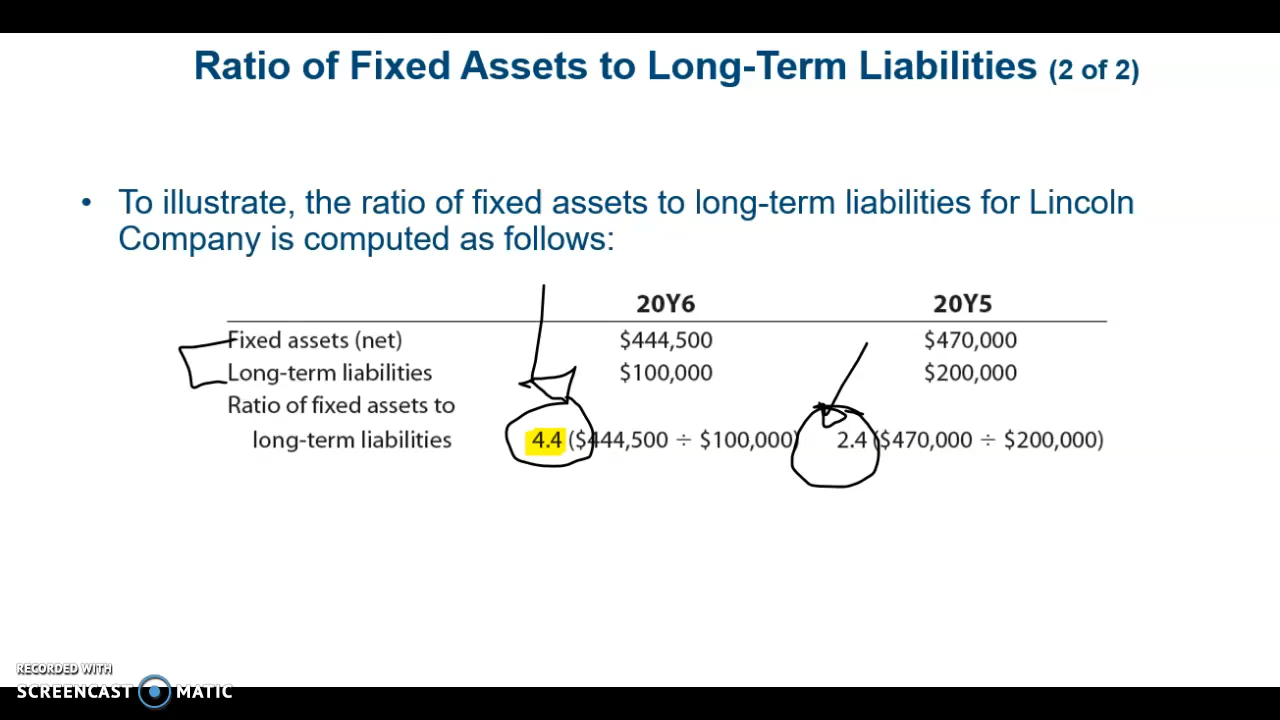 Ratio of Fixed Assets to Long-Term Liabilities (2 of 2)
• To illustrate, the ratio of fixed assets to long-term liabilities for Lincoln
Company is computed as follows:
20Y6 20Y5
Fixed assets (net) $444,500 $470,000
Long-term liabilities $100,000 $200,000
Ratio of fixed assets to
long-term liabilities 4.4 ($444,500 ÷ $100,000) 2.4 ($470,000 ÷ $200,000)
RECORDED WITH
SCREENCAST MATIC